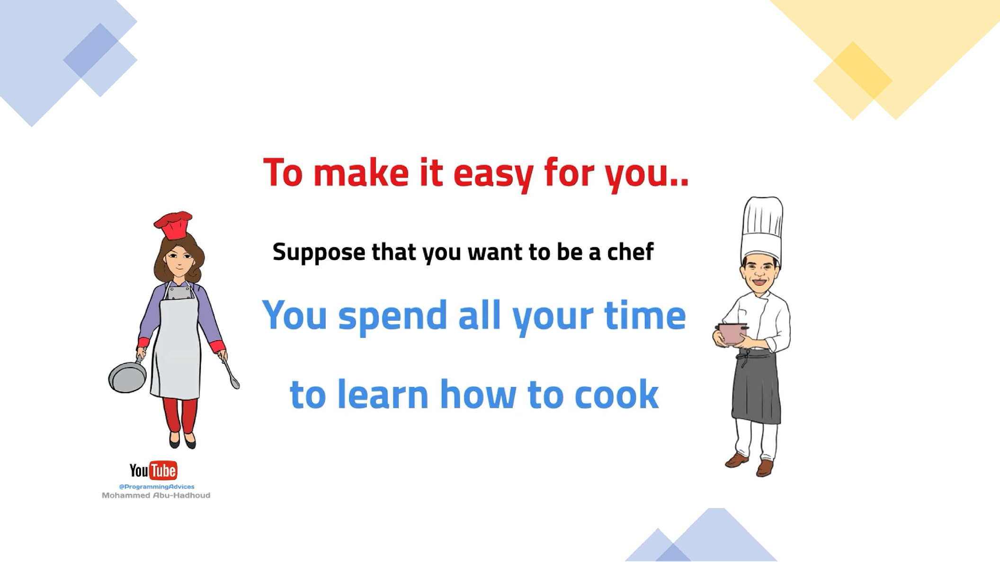 To make it easy for you..
Suppose that you want to be a chef
You spend all your time
to learn how to cook
YouTube
@ProgrammingAdvices
Mohammed Abu-Hadhoud